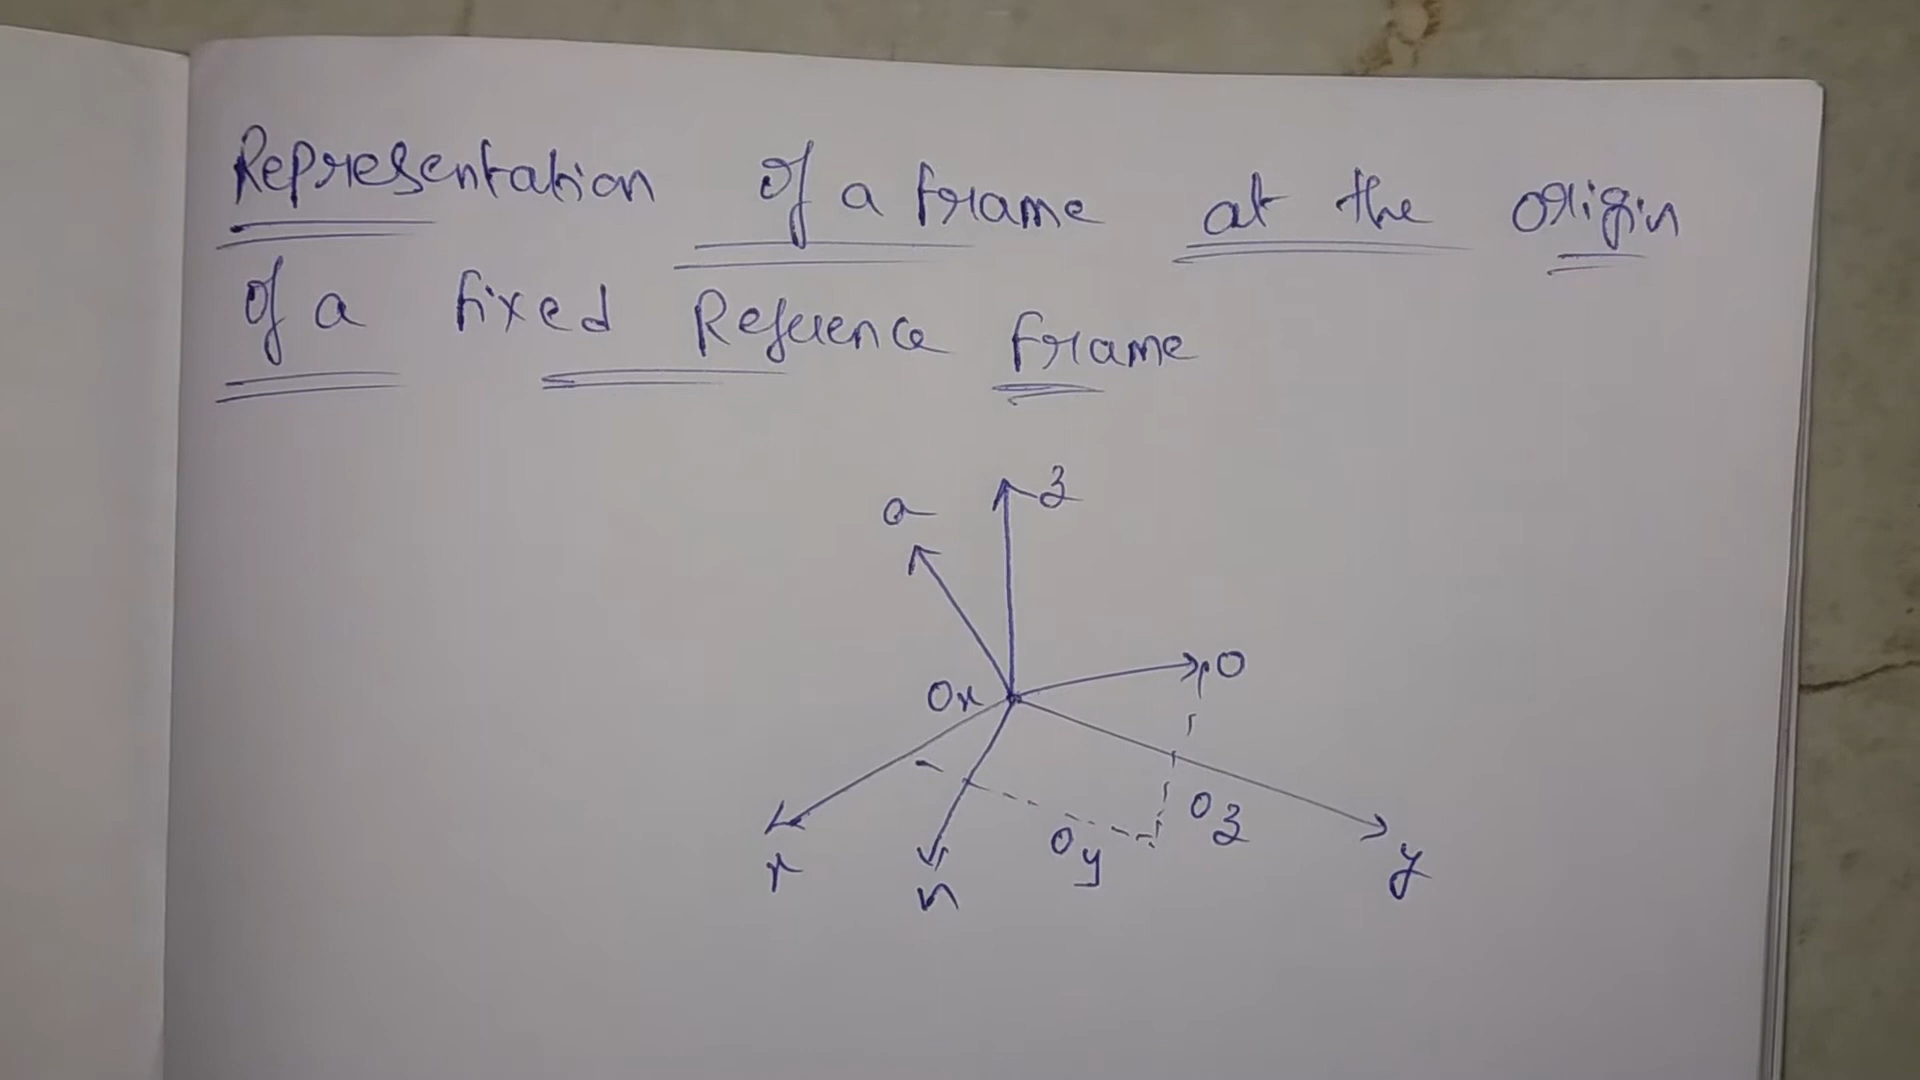 Representation of a frame at the origin
of a fixed Reference frame
a
z
o
Ox
oz
oy
x
n
y